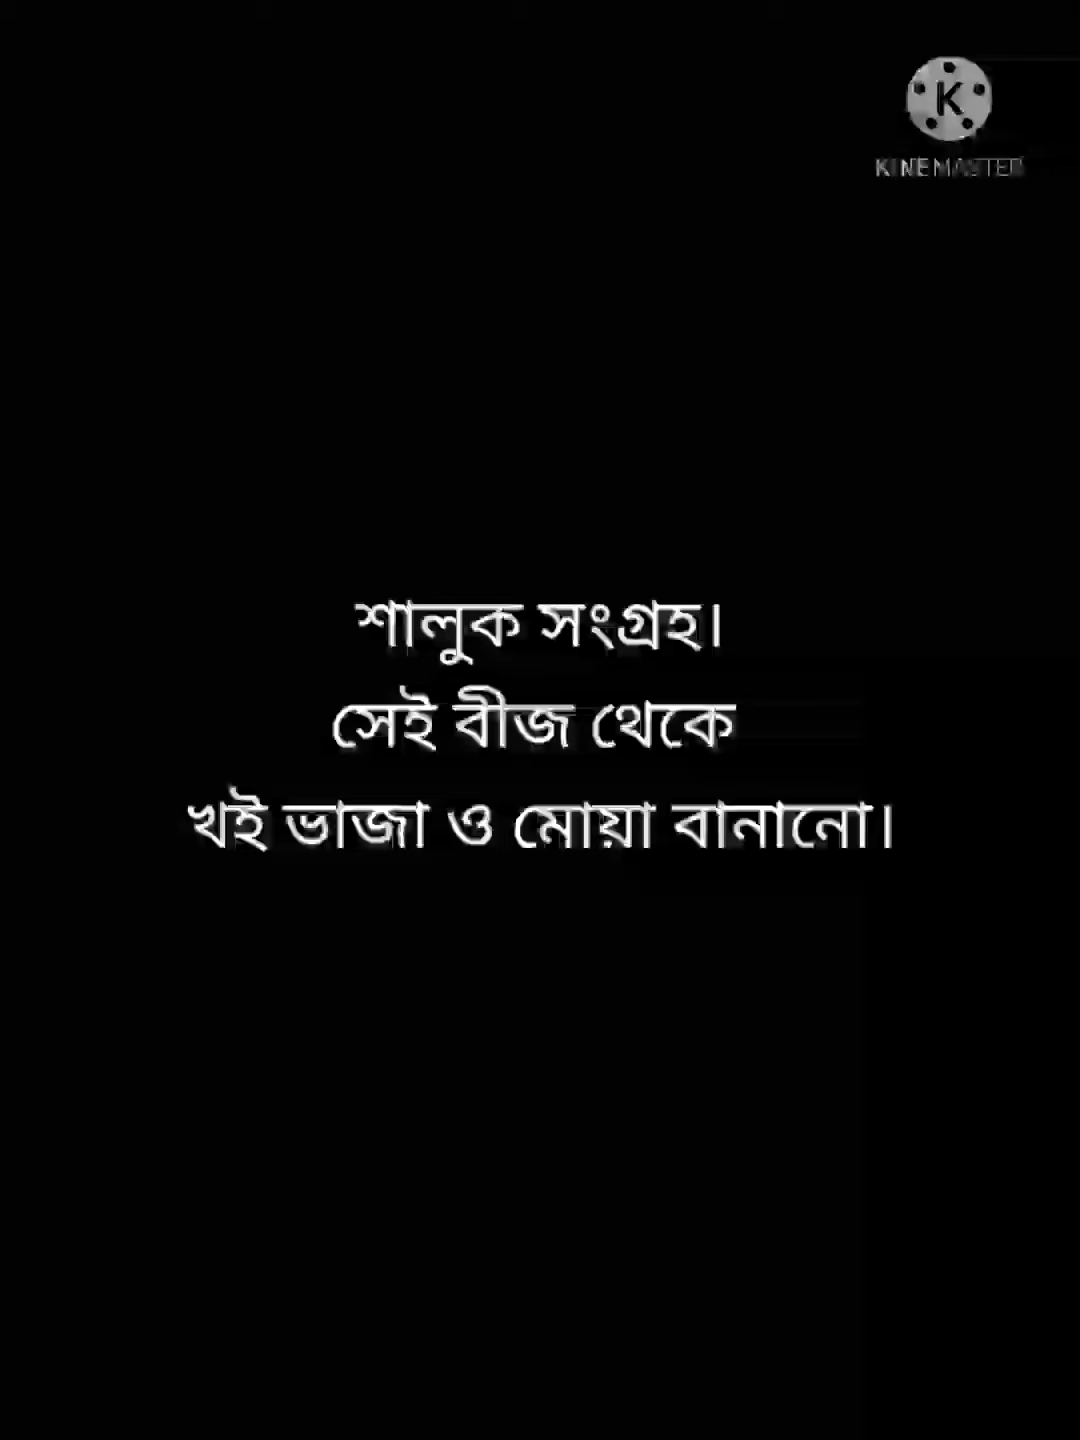 K
KINEMASTER
শালুক সংগ্রহ।
সেই বীজ থেকে
খই ভাজা ও মোয়া বানানো।